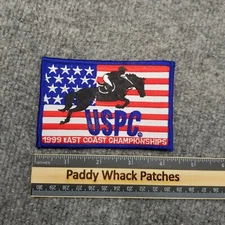 USPC®
1999 EAST COAST CHAMPIONSHIPS
Paddy Whack Patches